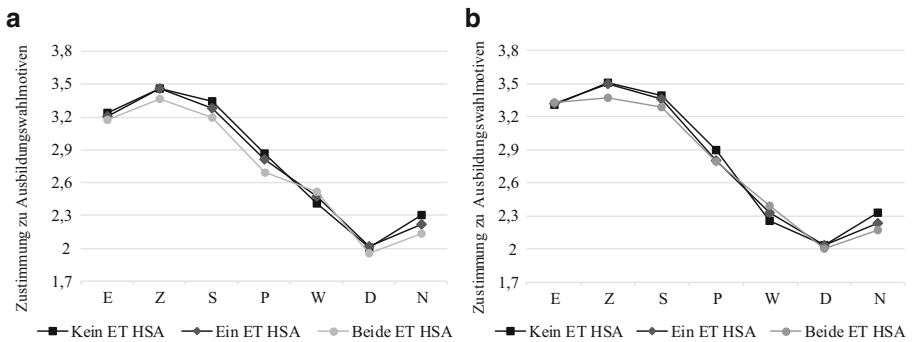 a
Zustimmung zu Ausbildungswahlmotiven
3,8
3,5
3,2
2,9
2,6
2,3
2
1,7
E Z S P W D N
Kein ET HSA Ein ET HSA Beide ET HSA
b
Zustimmung zu Ausbildungswahlmotiven
3,8
3,5
3,2
2,9
2,6
2,3
2
1,7
E Z S P W D N
Kein ET HSA Ein ET HSA Beide ET HSA